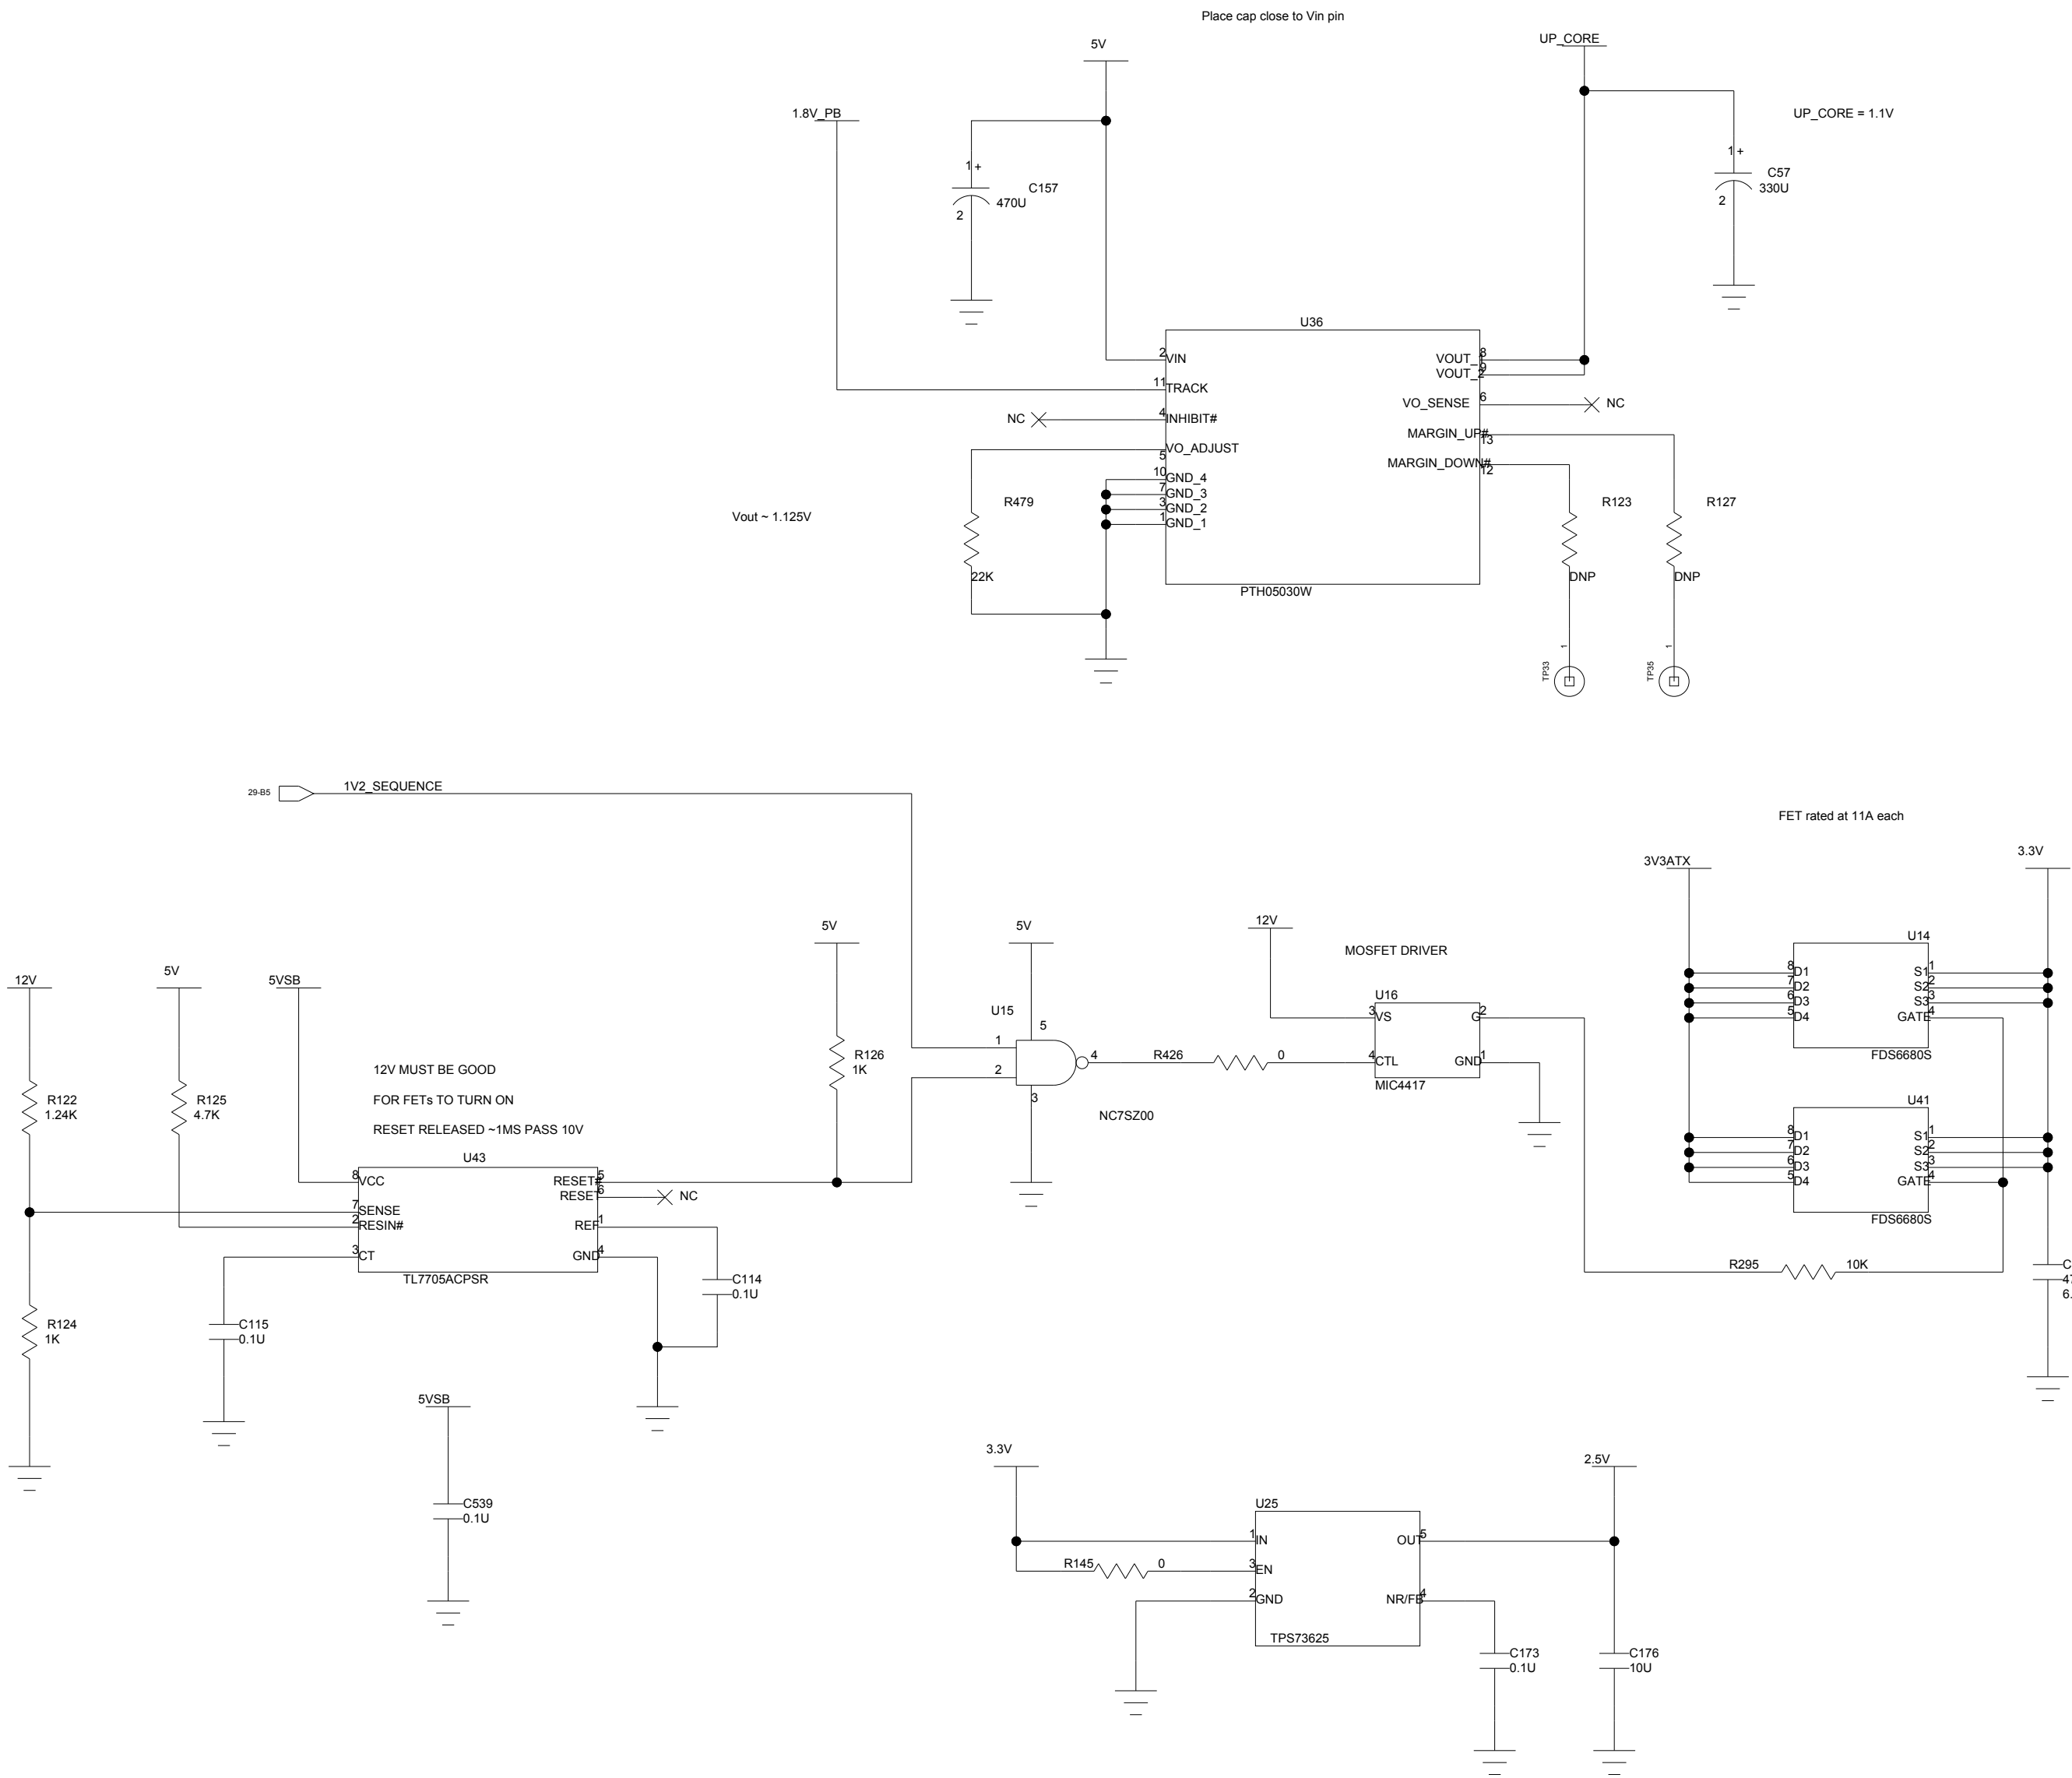 Place cap close to Vin pin
5V
UP_CORE
1.8V_PB
UP_CORE = 1.1V
1 +
C157
470U
2
1 +
C57
330U
2
U36
2
VIN
11
TRACK
NC
4
INHIBIT#
VO_ADJUST
5
10
GND_4
7
GND_3
3
GND_2
1
GND_1
VOUT_
8
VOUT_2
9
VO_SENSE
6
NC
MARGIN_UP#
13
MARGIN_DOWN#
12
R479
22K
Vout ~ 1.125V
R123
DNP
R127
DNP
PTH05030W
1
TP33
1
TP35
29-B5
1V2_SEQUENCE
FET rated at 11A each
3V3ATX
3.3V
12V
5V
5VSB
5V
5V
12V
MOSFET DRIVER
R122
1.24K
R125
4.7K
12V MUST BE GOOD
FOR FETs TO TURN ON
RESET RELEASED ~1MS PASS 10V
R126
1K
U15
5
1
2
4
3
NC7SZ00
R426
0
U16
3
VS
4
CTL
G
2
GND
1
MIC4417
U14
8
D1
7
D2
6
D3
5
D4
S1
1
S2
2
S3
3
GATE
4
FDS6680S
U41
8
D1
7
D2
6
D3
5
D4
S1
1
S2
2
S3
3
GATE
4
FDS6680S
R295
10K
C
47
6.
U43
8
VCC
7
SENSE
2
RESIN#
3
CT
RESET#
5
RESET
6
NC
REF
1
GND
4
TL7705ACPSR
C114
0.1U
R124
1K
C115
0.1U
5VSB
C539
0.1U
3.3V
2.5V
U25
1
IN
R145
0
3
EN
2
GND
OUT
5
NR/FB
4
TPS73625
C173
0.1U
C176
10U